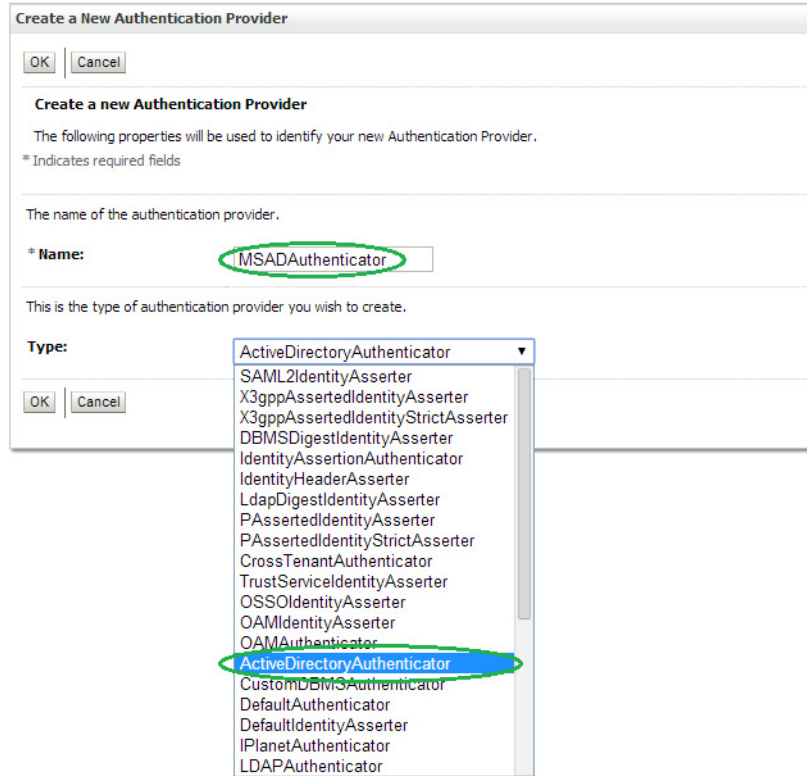 Create a New Authentication Provider
OK Cancel
Create a new Authentication Provider
The following properties will be used to identify your new Authentication Provider.
* Indicates required fields
The name of the authentication provider.
* Name: MSADAuthenticator
This is the type of authentication provider you wish to create.
Type: ActiveDirectoryAuthenticator
OK Cancel
SAML2IdentityAsserter
X3gppAssertedIdentityAsserter
X3gppAssertedIdentityStrictAsserter
DBMSDigestIdentityAsserter
IdentityAssertionAuthenticator
IdentityHeaderAsserter
LdapDigestIdentityAsserter
PAssertedIdentityAsserter
PAssertedIdentityStrictAsserter
CrossTenantAuthenticator
TrustServiceIdentityAsserter
OSSOIdentityAsserter
OAMIdentityAsserter
OAMAuthenticator
ActiveDirectoryAuthenticator
CustomDBMSAuthenticator
DefaultAuthenticator
DefaultIdentityAsserter
IPlanetAuthenticator
LDAPAuthenticator